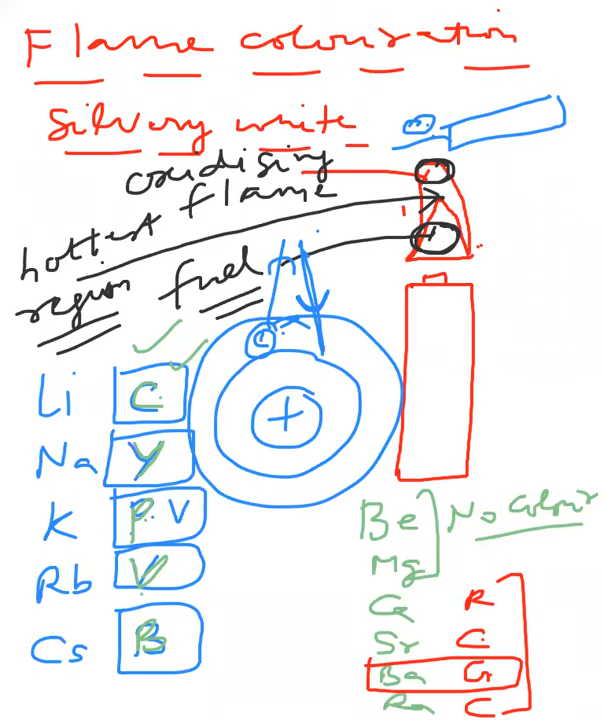 Flame colouration
Silvery white
oxidising
hottest flame
region fuel
+
Li C
Na Y
K P V
Rb V
Cs B
Be
Mg No colour
Ca R
Sr C
Ba G
Ra C